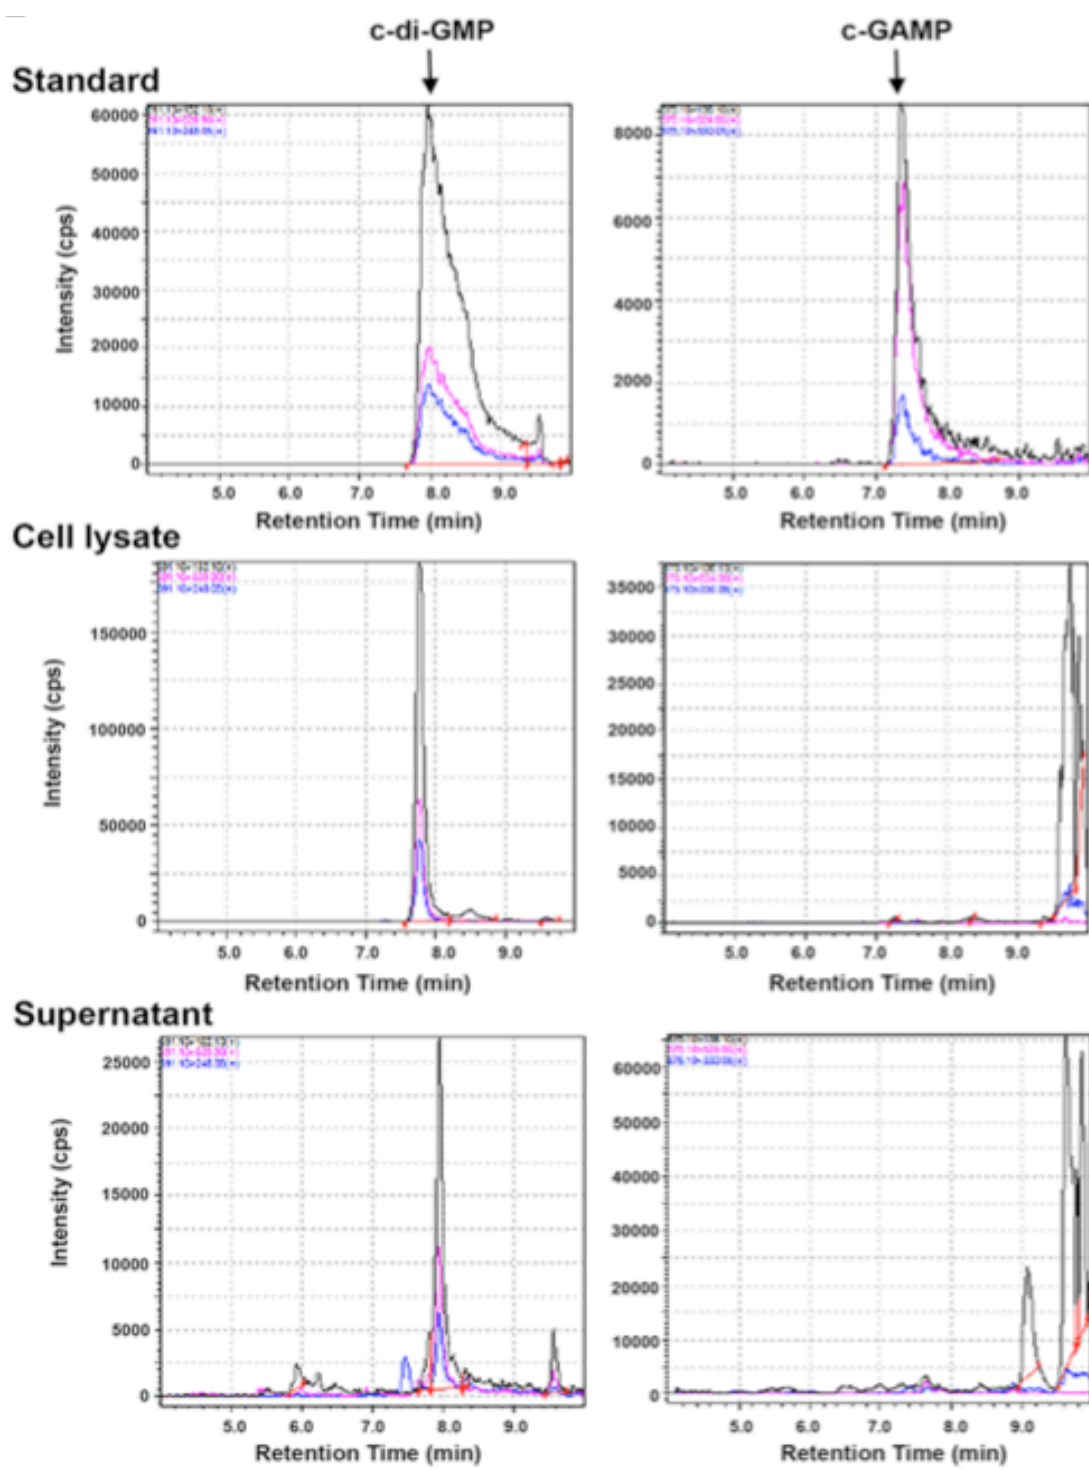 c-di-GMP c-GAMP
Standard
60000
50000
40000
30000
20000
10000
0
Intensity (cps)
5.0 6.0 7.0 8.0 9.0
Retention Time (min)
8000
6000
4000
2000
0
5.0 6.0 7.0 8.0 9.0
Retention Time (min)
Cell lysate
150000
100000
50000
0
Intensity (cps)
5.0 6.0 7.0 8.0 9.0
Retention Time (min)
35000
30000
25000
20000
15000
10000
5000
0
5.0 6.0 7.0 8.0 9.0
Retention Time (min)
Supernatant
25000
20000
15000
10000
5000
0
Intensity (cps)
5.0 6.0 7.0 8.0 9.0
Retention Time (min)
60000
50000
40000
30000
20000
10000
0
5.0 6.0 7.0 8.0 9.0
Retention Time (min)